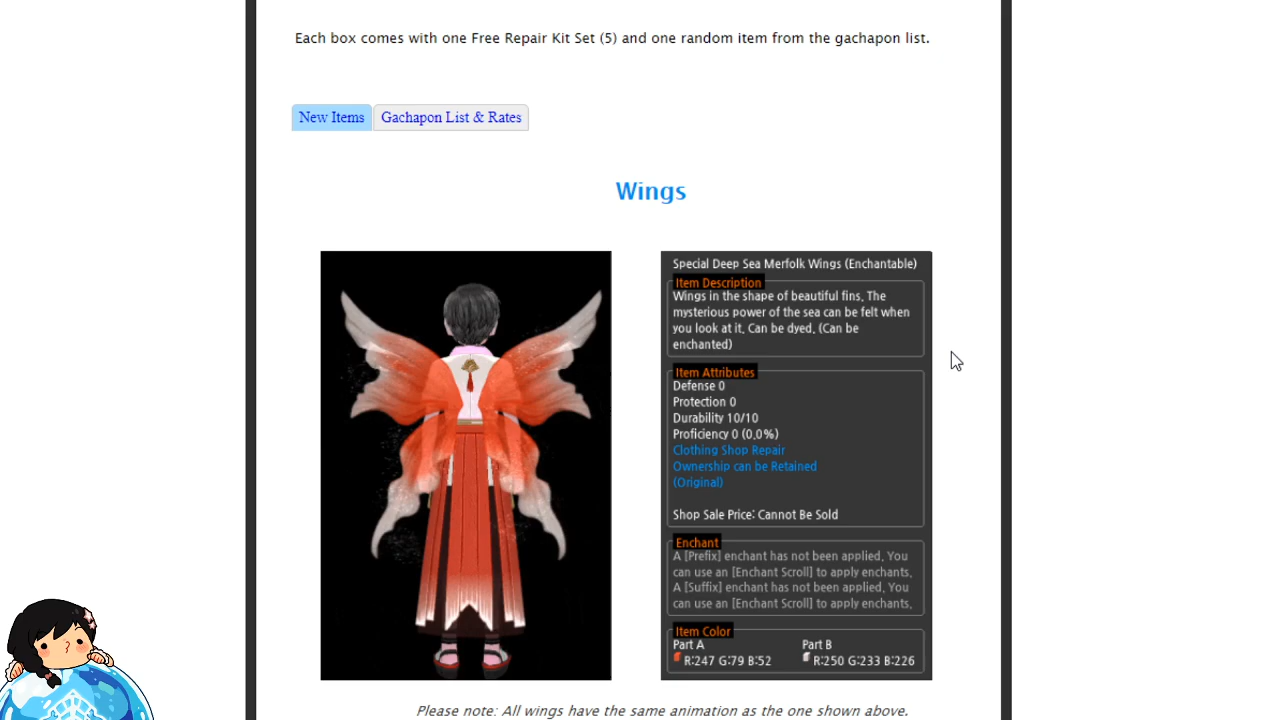 Each box comes with one Free Repair Kit Set (5) and one random item from the gachapon list.
New Items
Gachapon List & Rates
Wings
Special Deep Sea Merfolk Wings (Enchantable)
Item Description
Wings in the shape of beautiful fins. The
mysterious power of the sea can be felt when
you look at it. Can be dyed. (Can be
enchanted)
Item Attributes
Defense 0
Protection 0
Durability 10/10
Proficiency 0 (0.0%)
Clothing Shop Repair
Ownership can be Retained
(Original)
Shop Sale Price: Cannot Be Sold
Enchant
A [Prefix] enchant has not been applied. You
can use an [Enchant Scroll] to apply enchants.
A [Suffix] enchant has not been applied. You
can use an [Enchant Scroll] to apply enchants.
Item Color
Part A Part B
R:247 G:79 B:52 R:250 G:233 B:226
Please note: All wings have the same animation as the one shown above.